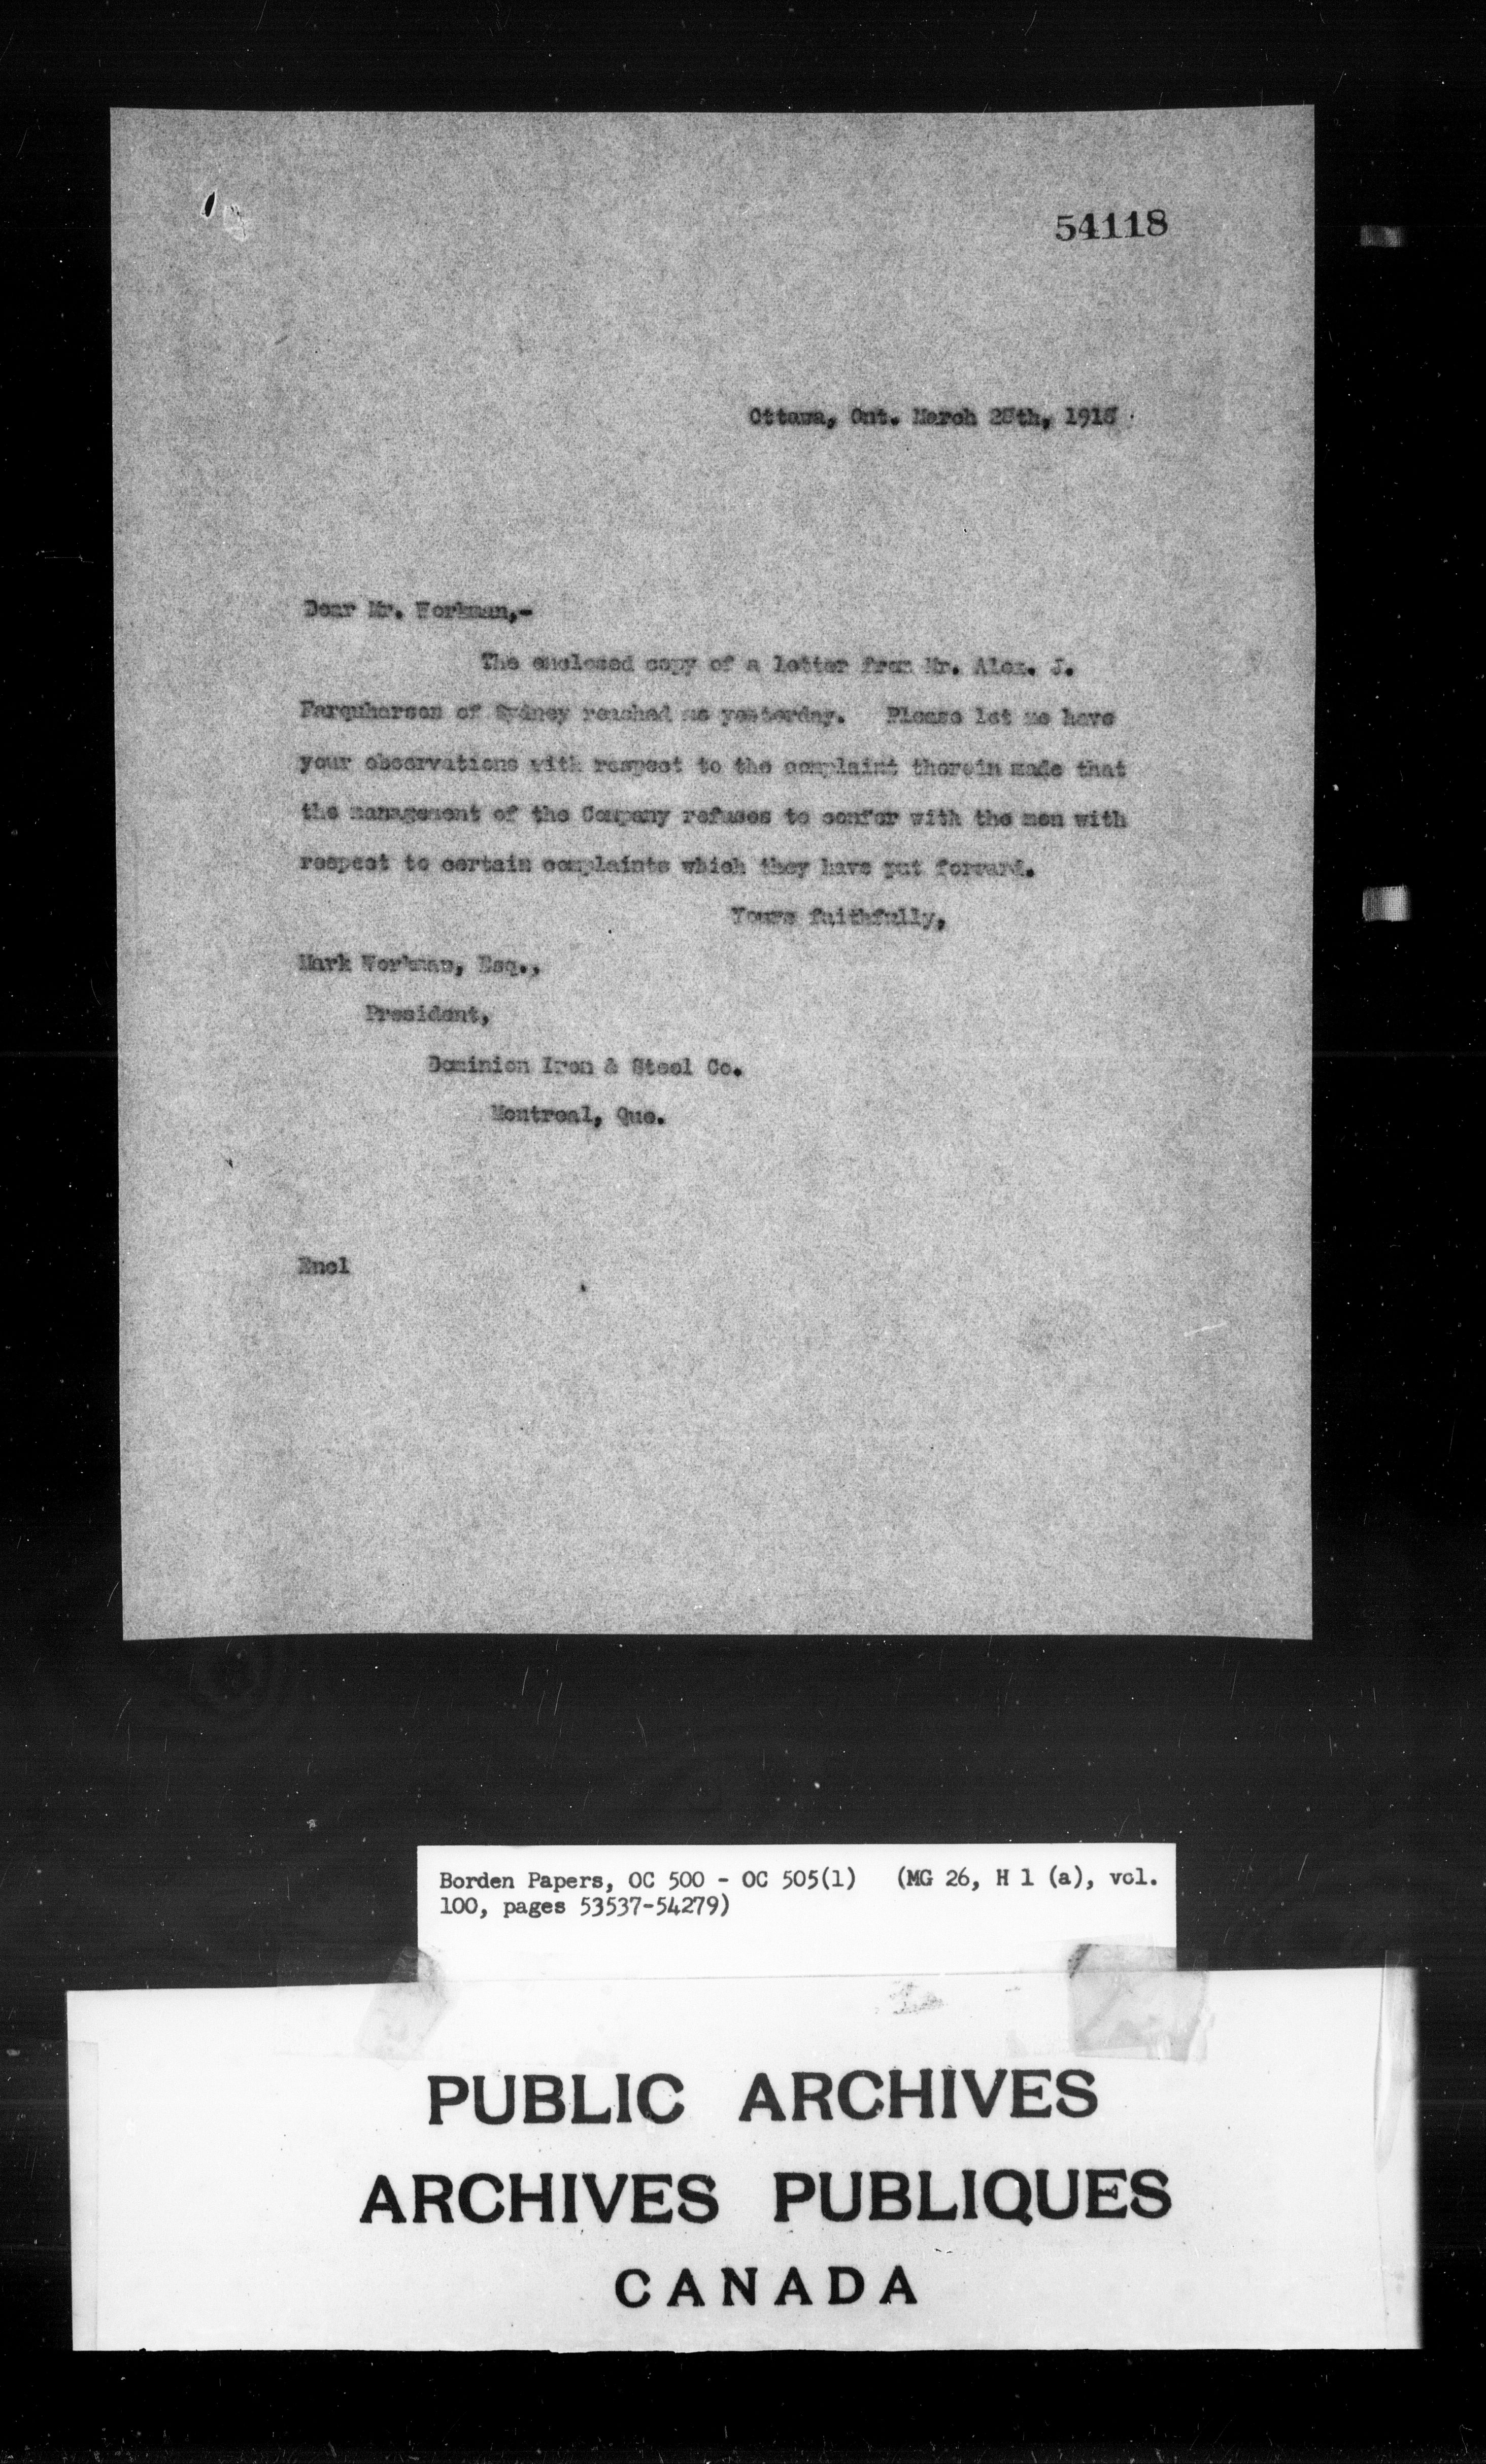 54118
Ottawa, Ont. March 28th, 1918
Dear Mr. Workman,-
The enclosed copy of a letter from Mr. Alex. J.
Farquharson of Sydney reached me yesterday. Please let me have
your observations with respect to the complaint therein made that
the management of the Company refuses to confer with the men with
respect to certain complaints which they have put forward.
Yours faithfully,
Mark Workman, Esq.,
President,
Dominion Iron & Steel Co.
Montreal, Que.
Encl
Borden Papers, OC 500 - OC 505(1) (MG 26, H 1 (a), vol.
100, pages 53537-54279)
PUBLIC ARCHIVES
ARCHIVES PUBLIQUES
CANADA